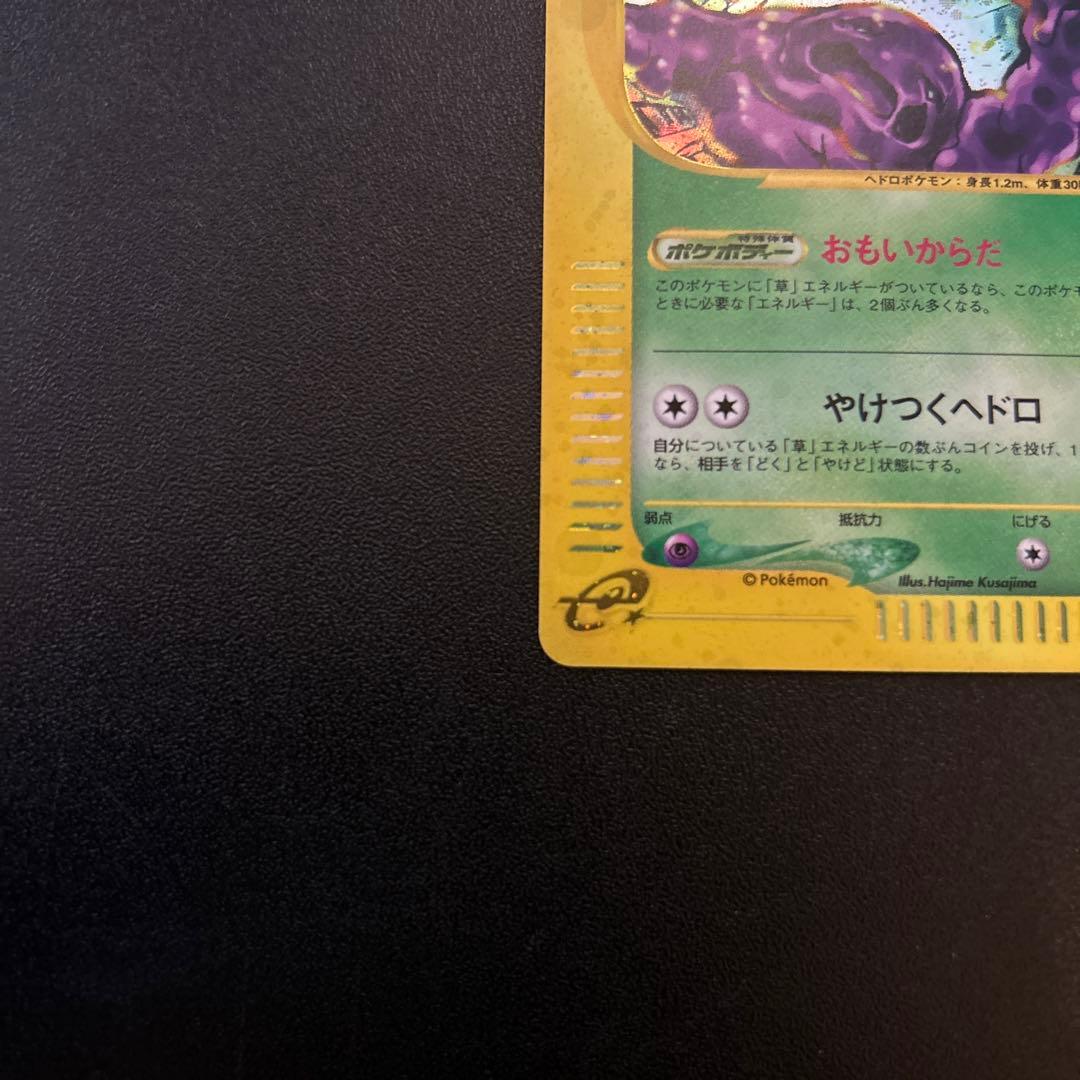 ヘドロポケモン：身長1.2m、体重30
特殊体質
ポケボディー おもいからだ
このポケモンに「草」エネルギーがついているなら、このポケモ
ときに必要な「エネルギー」は、2個ぶん多くなる。
やけつくヘドロ
自分についている「草」エネルギーの数ぶんコインを投げ、1
なら、相手を「どく」と「やけど」状態にする。
弱点 抵抗力 にげる
© Pokémon Illus. Hajime Kusajima
e